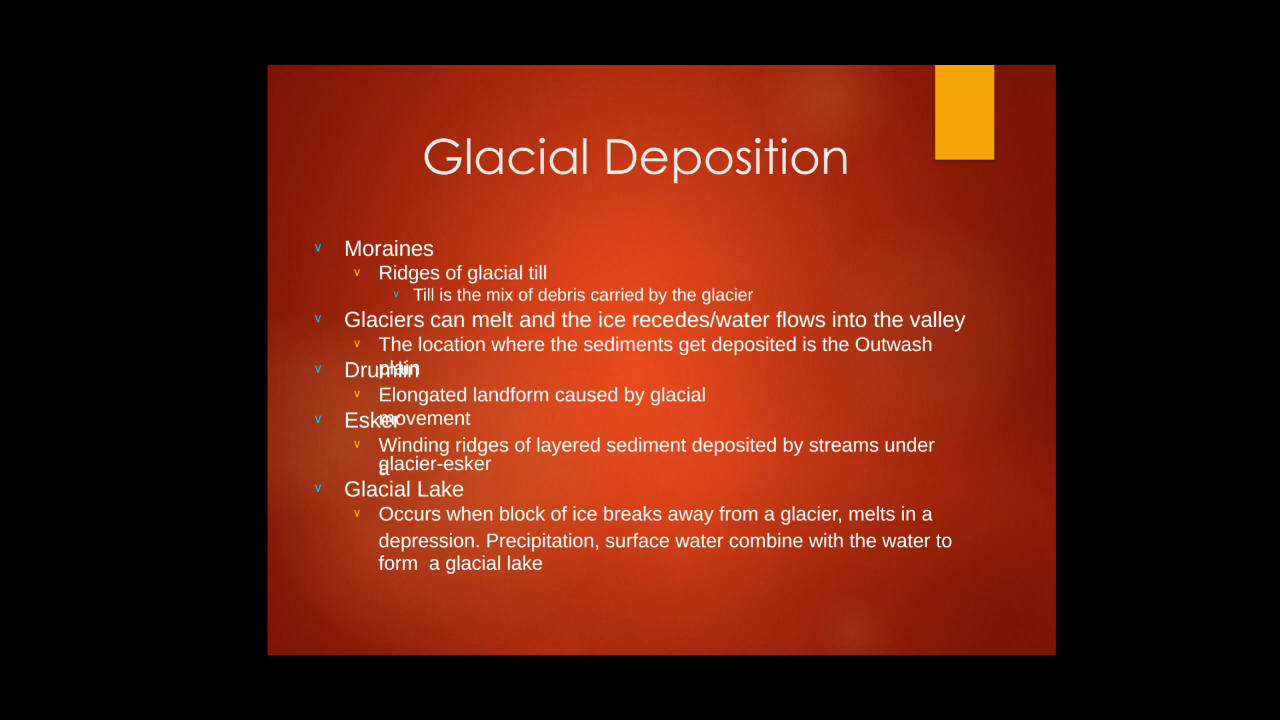 Glacial Deposition
v Moraines
v Ridges of glacial till
v Till is the mix of debris carried by the glacier
v Glaciers can melt and the ice recedes/water flows into the valley
v The location where the sediments get deposited is the Outwash
plain
v Drumlin
v Elongated landform caused by glacial
movement
v Esker
v Winding ridges of layered sediment deposited by streams under
a
glacier-esker
v Glacial Lake
v Occurs when block of ice breaks away from a glacier, melts in a
depression. Precipitation, surface water combine with the water to
form  a glacial lake